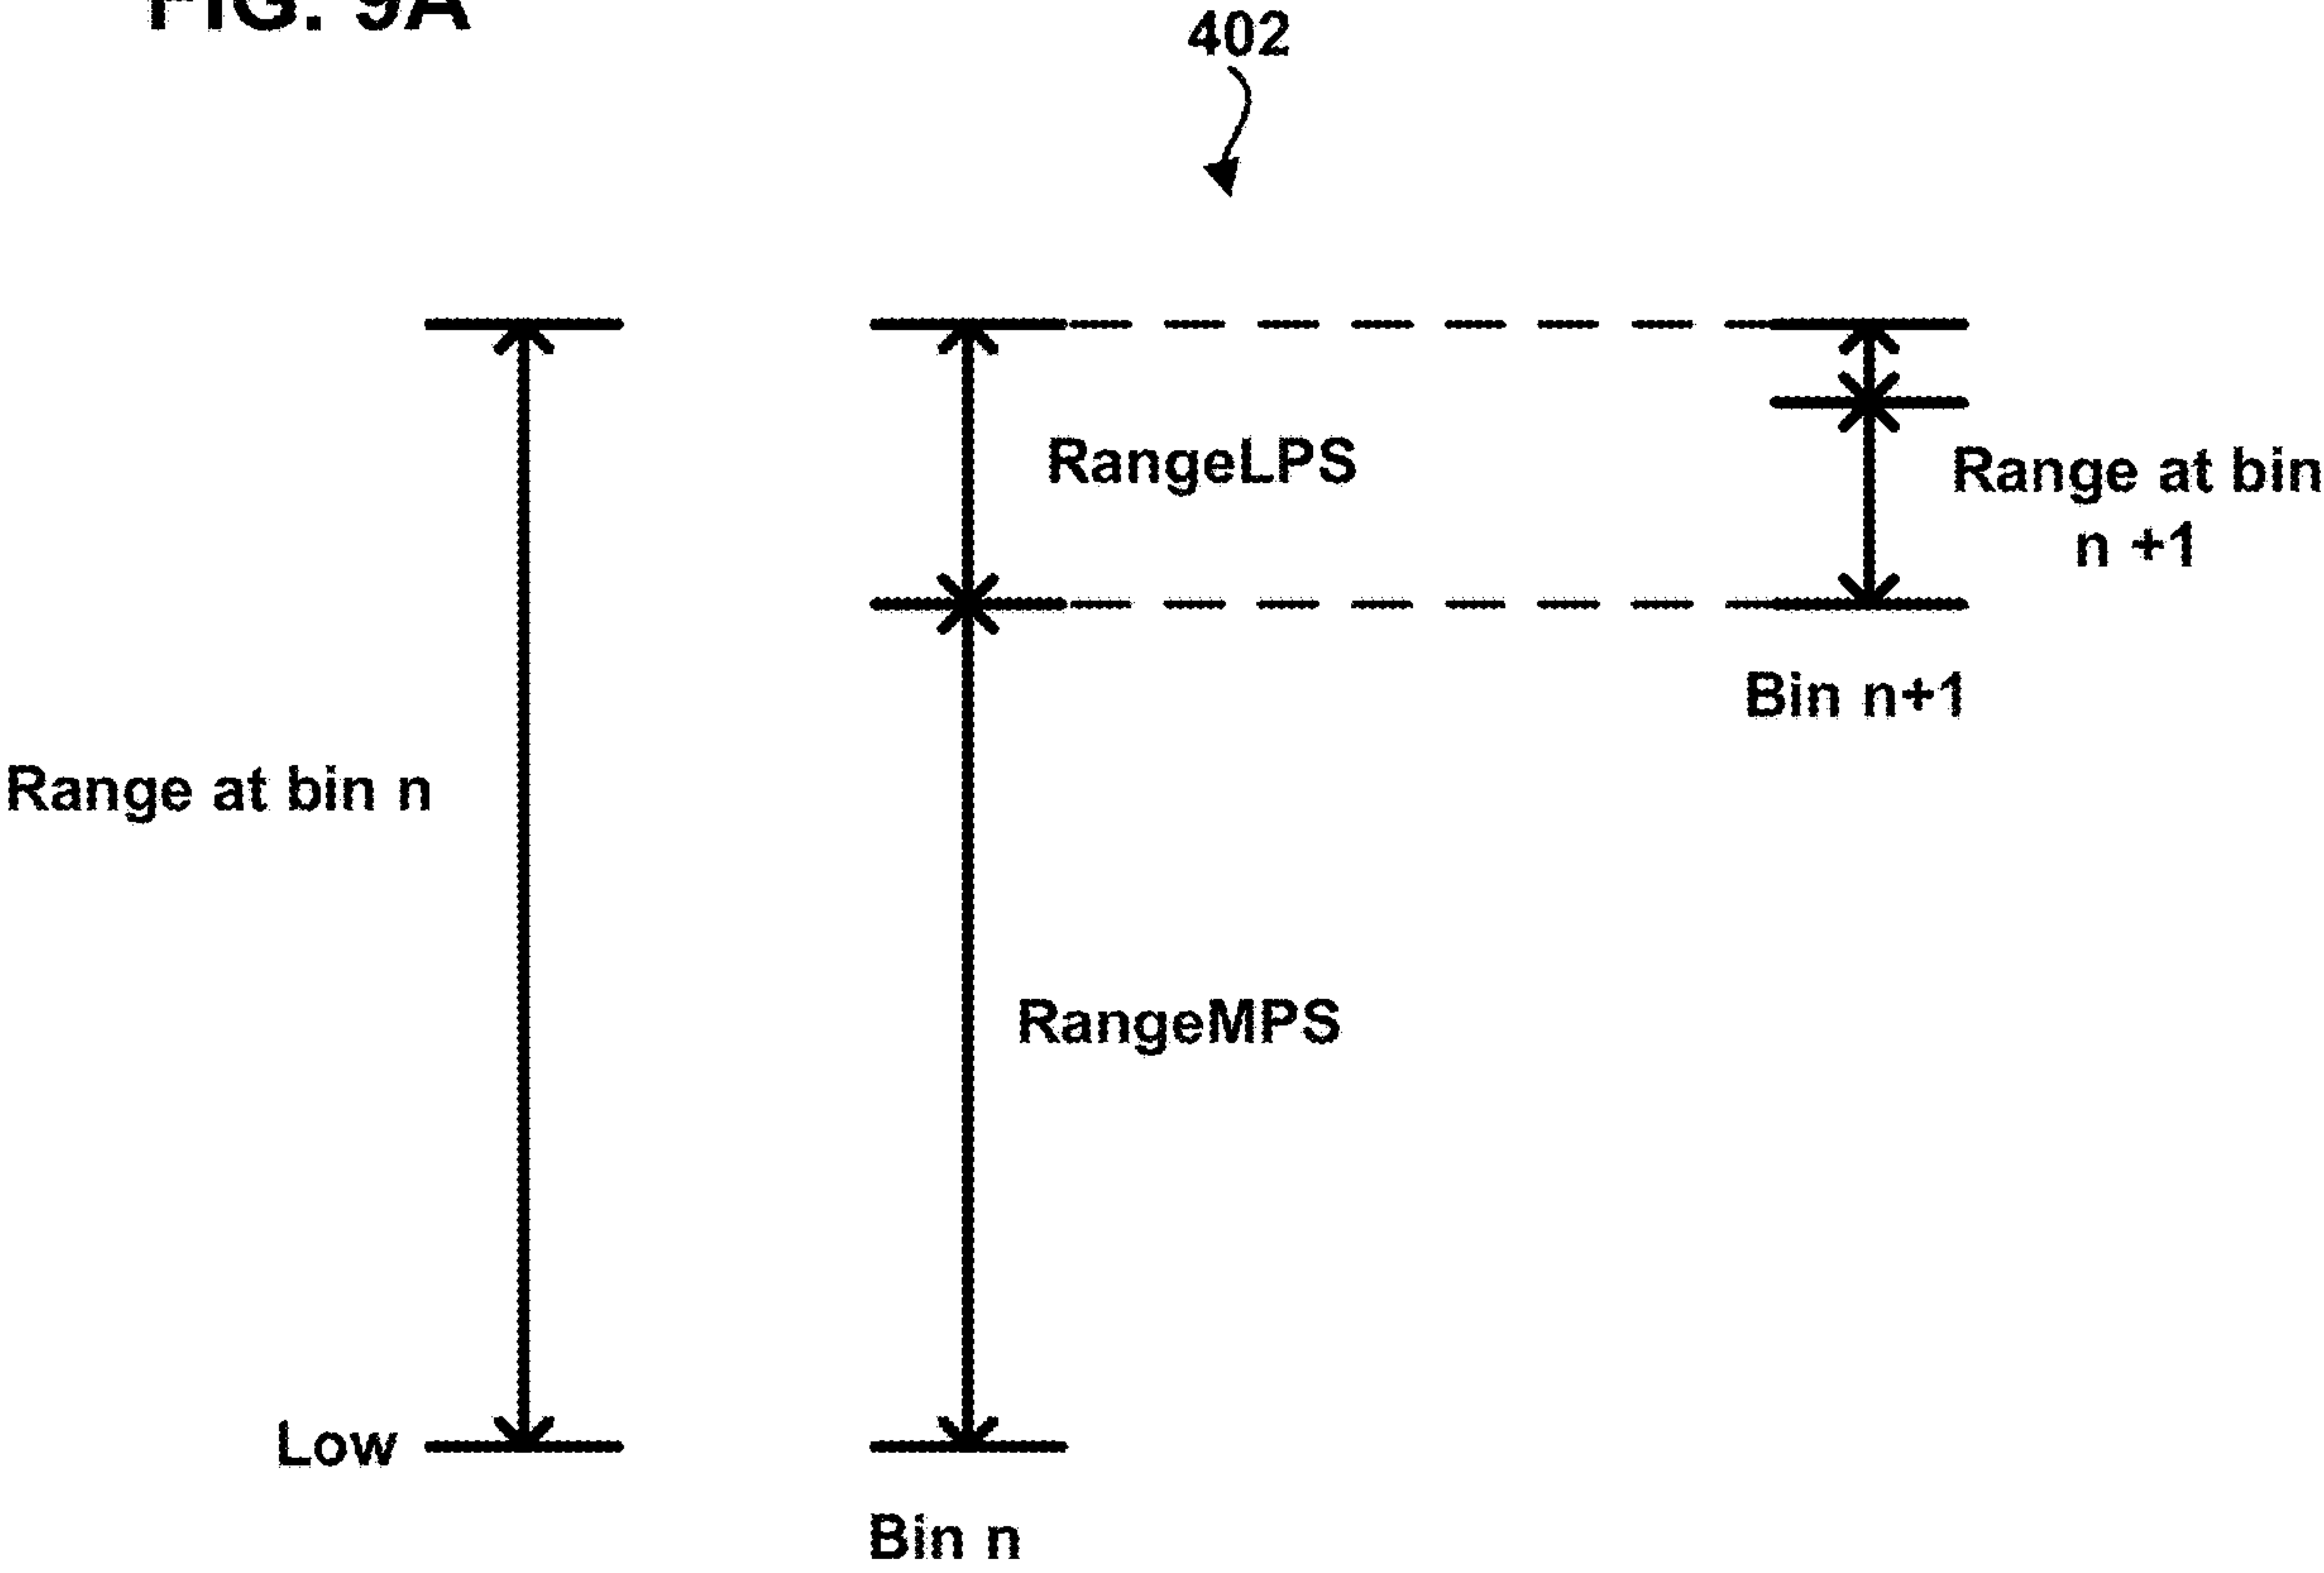 FIG. 9A
402
RangeLPS
Range at bin
n +1
Bin n+1
Range at bin n
RangeMPS
Low
Bin n